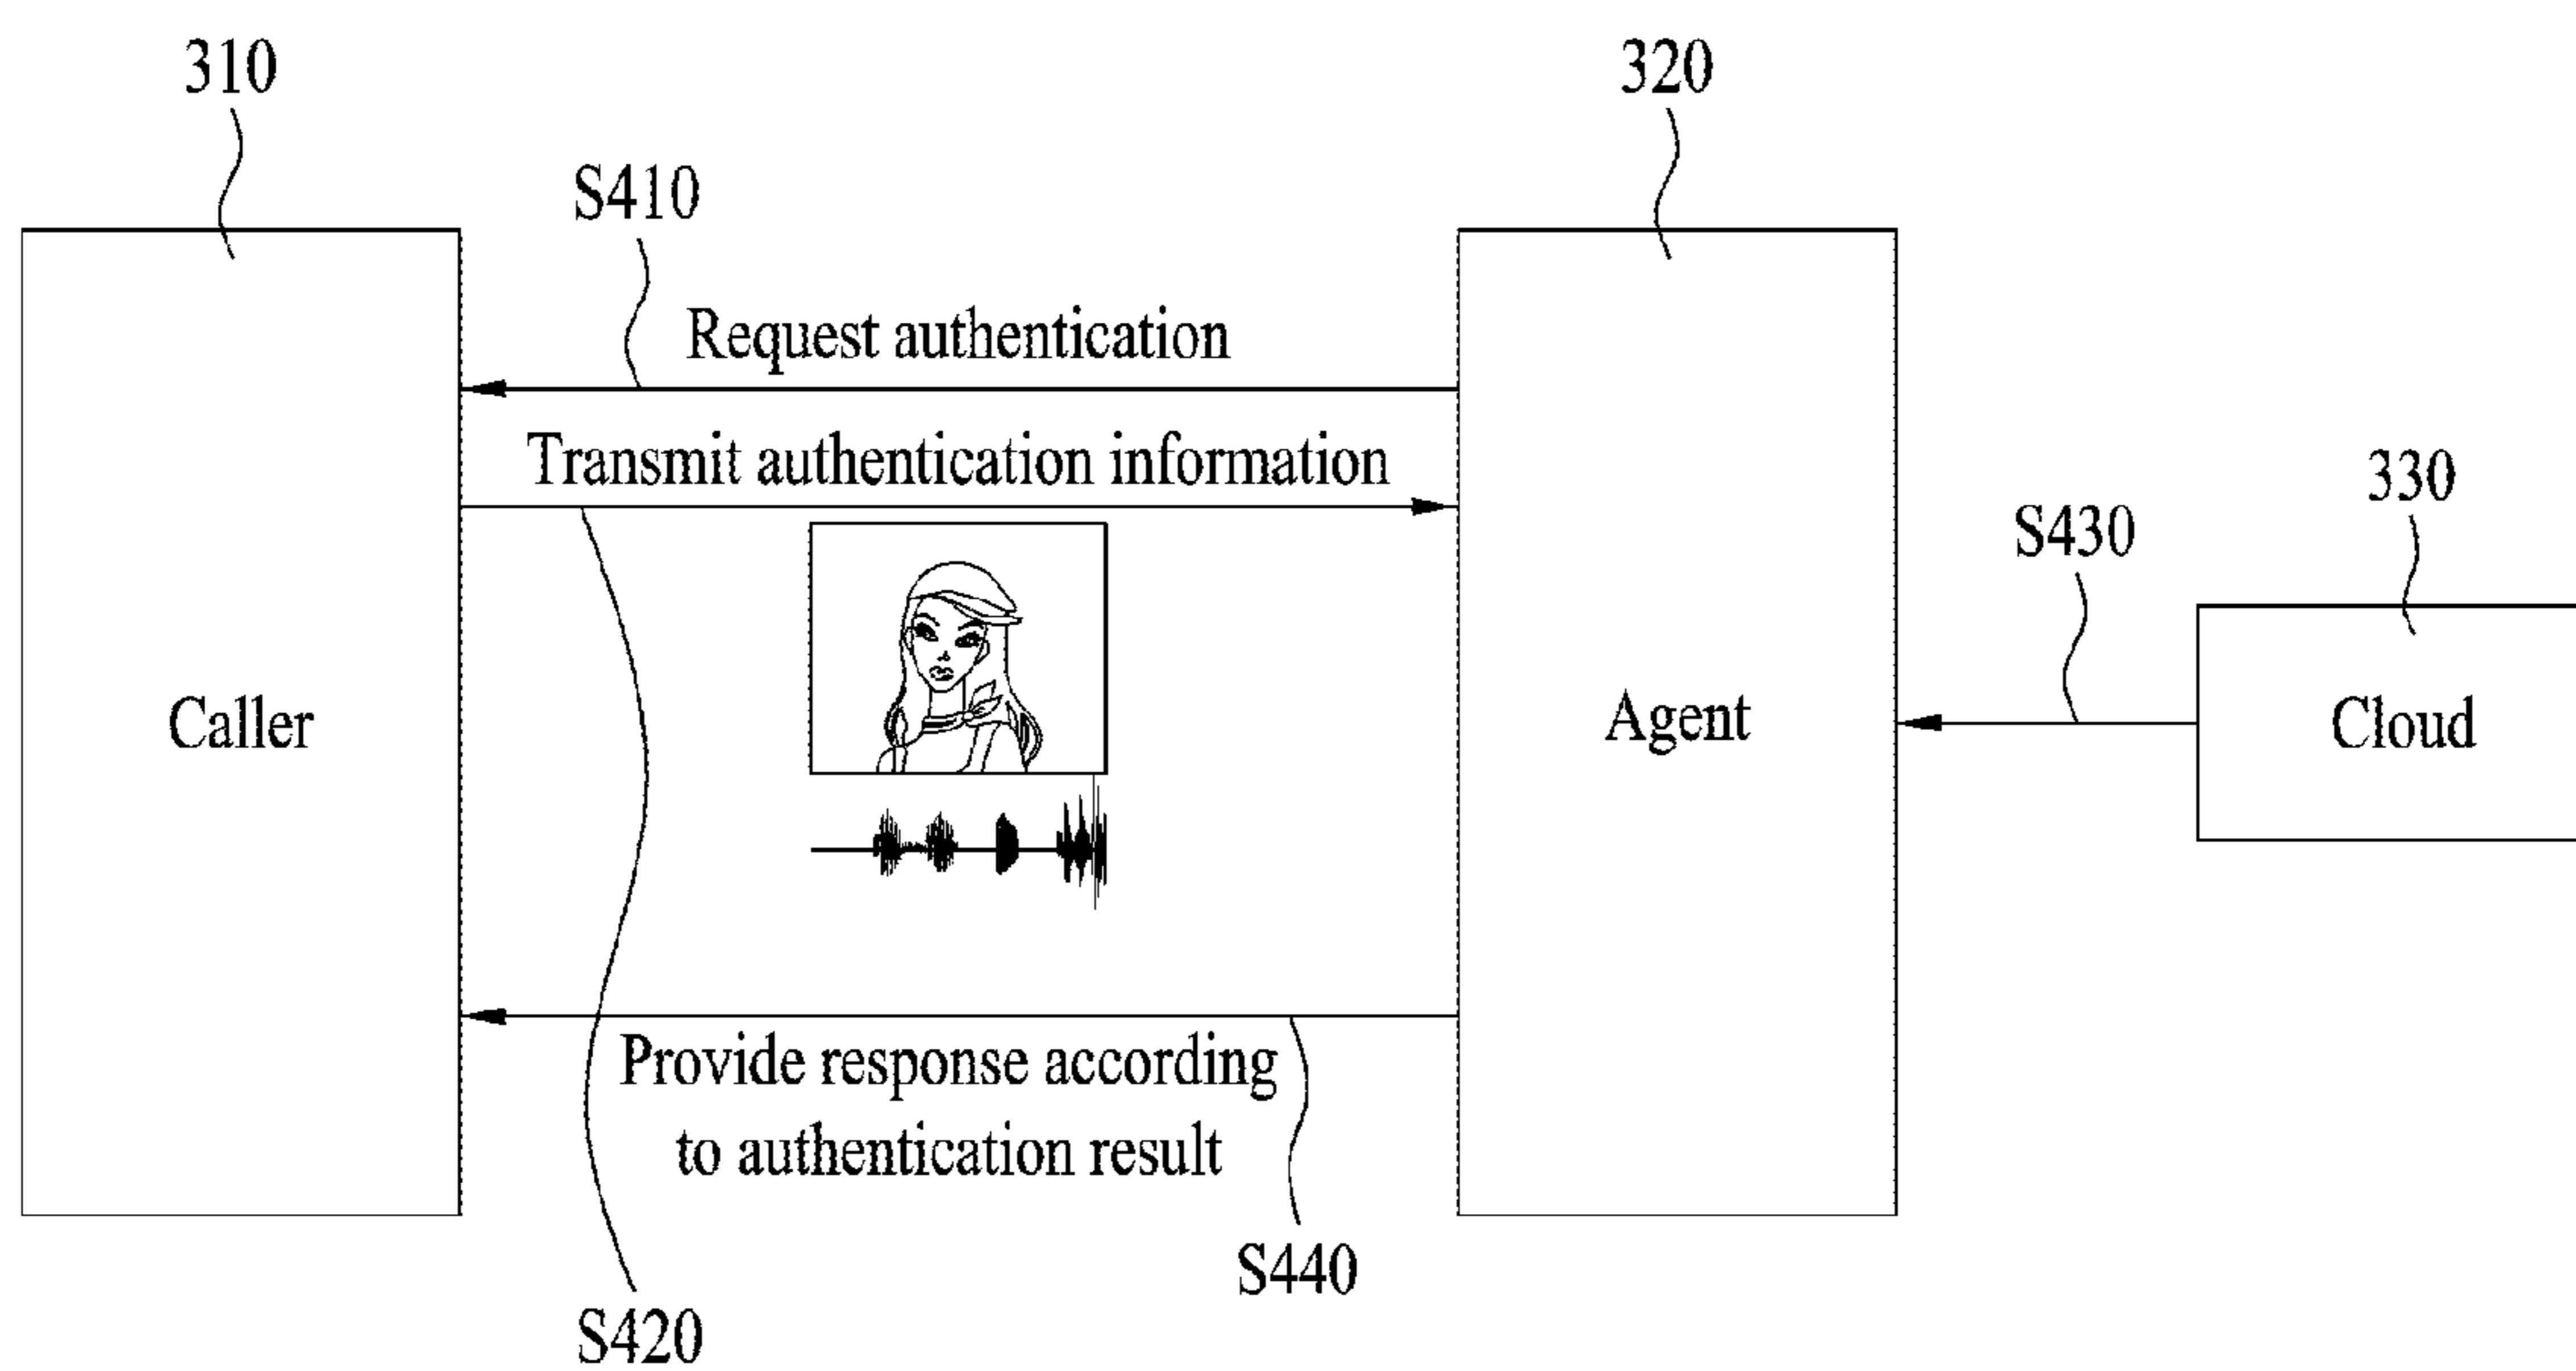 310
320
S410
Request authentication
Transmit authentication information
330
S430
Caller
Agent
Cloud
Provide response according
to authentication result
S440
S420